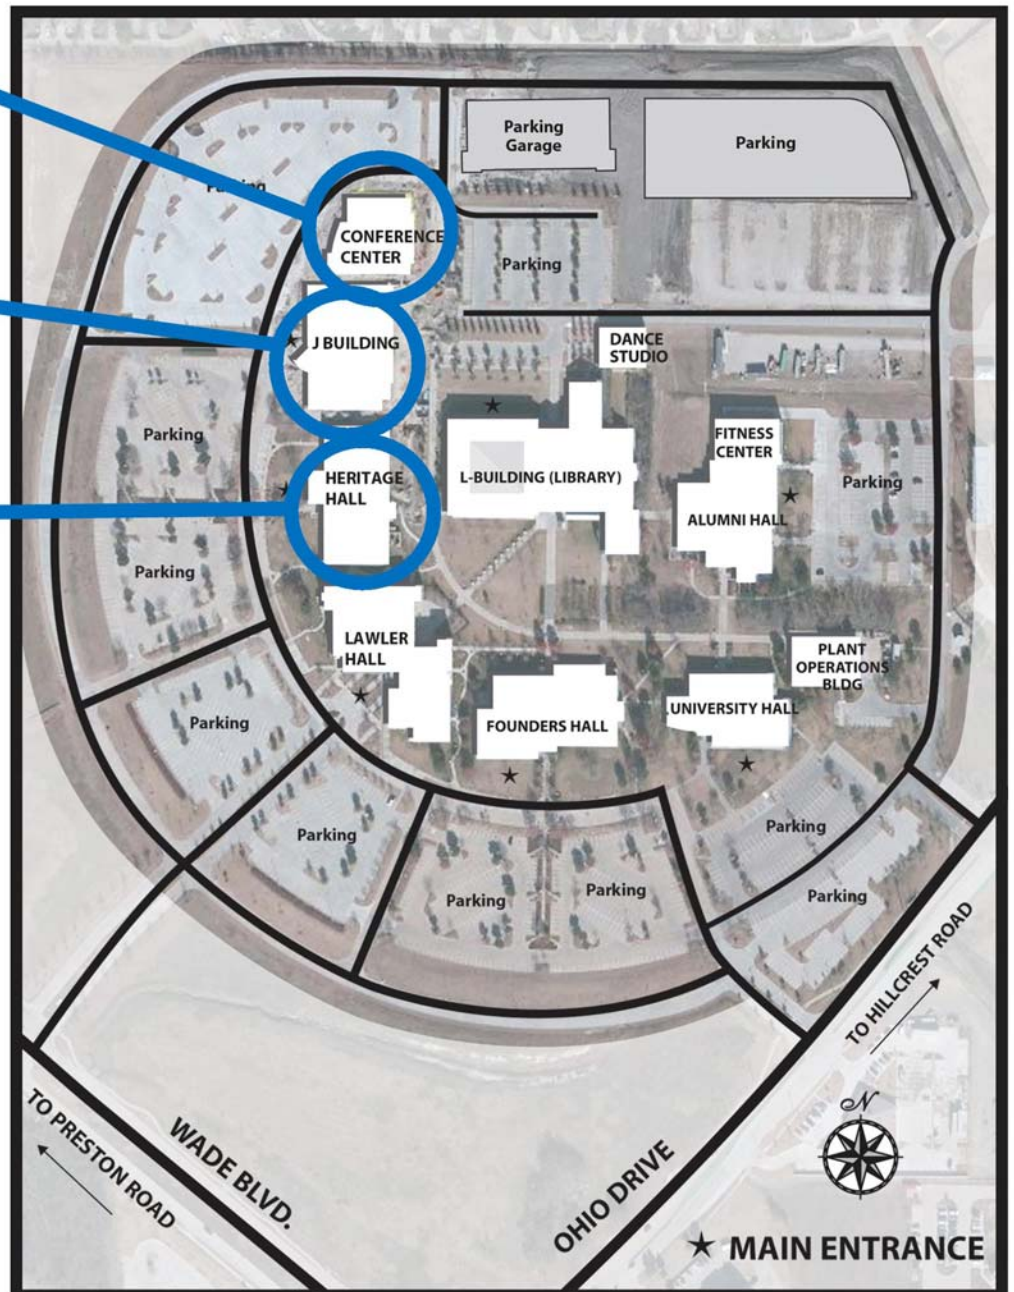 Parking
Garage
Parking
Parking
CONFERENCE
CENTER
Parking
J BUILDING
DANCE
STUDIO
Parking
HERITAGE
HALL
L-BUILDING (LIBRARY)
FITNESS
CENTER
ALUMNI HALL
Parking
Parking
LAWLER
HALL
PLANT
OPERATIONS
BLDG
Parking
FOUNDERS HALL
UNIVERSITY HALL
Parking
Parking
Parking
Parking
Parking
TO HILLCREST ROAD
TO PRESTON ROAD
WADE BLVD.
OHIO DRIVE
N
★ MAIN ENTRANCE